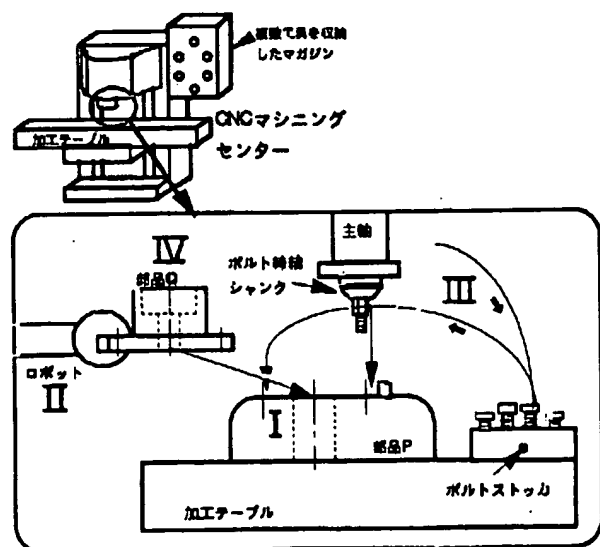 複数工具を収納
したマガジン
CNCマシニング
センター
加工テーブル
IV
部品Q
主軸
ボルト締結
シャンク
III
ロボット
II
I
部品P
ボルトストッカ
加工テーブル